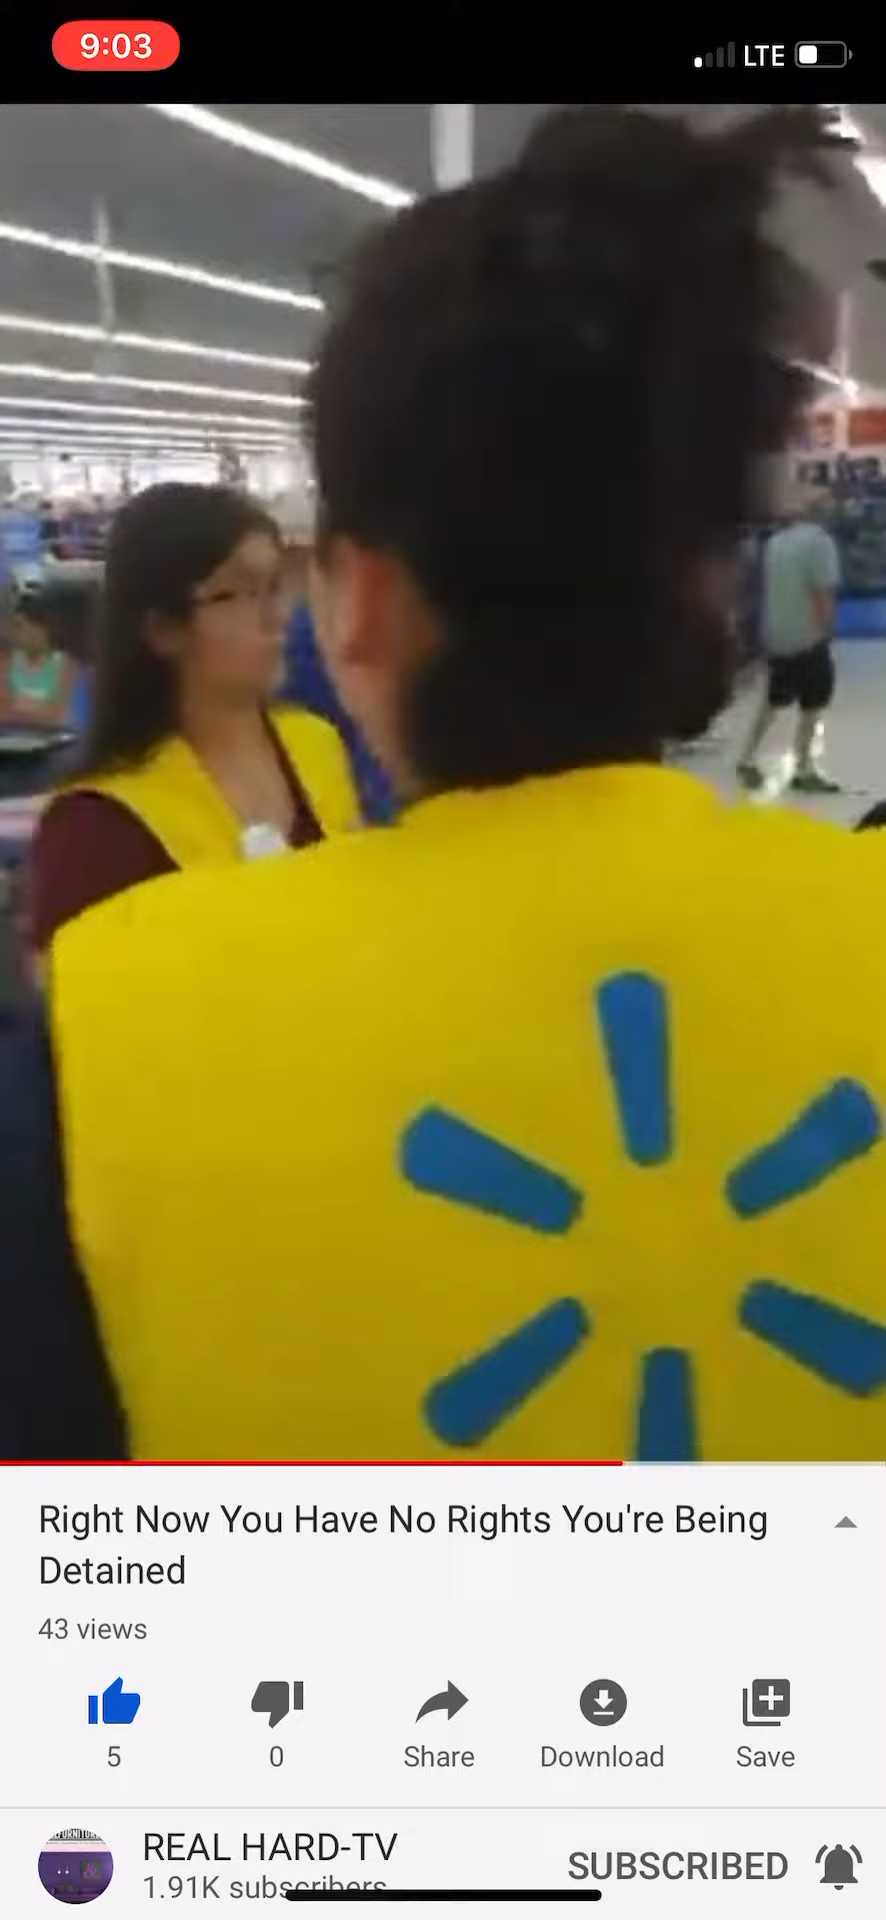 9:03
LTE
Right Now You Have No Rights You're Being
Detained
43 views
5
0
Share
Download
Save
REAL HARD-TV
1.91K subscribers
SUBSCRIBED